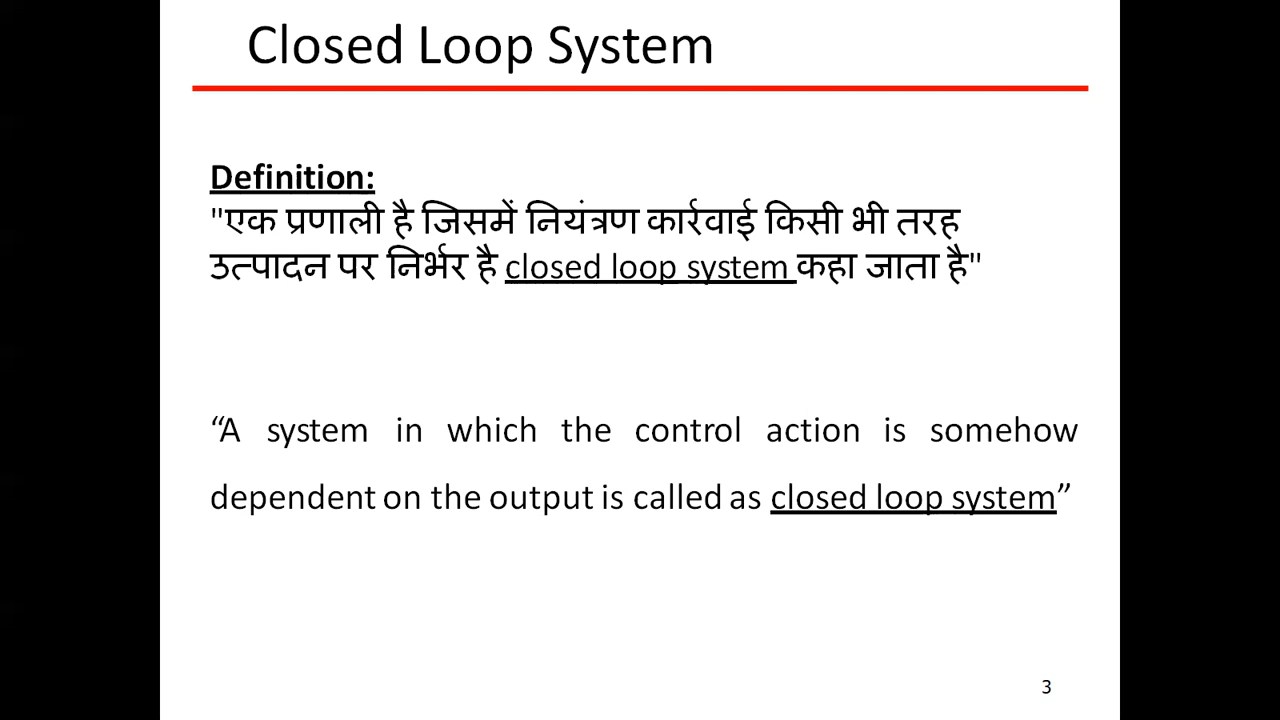 Closed Loop System
Definition:
"एक प्रणाली है जिसमें नियंत्रण कार्रवाई किसी भी तरह
उत्पादन पर निर्भर है closed loop system कहा जाता है"
“A system in which the control action is somehow
dependent on the output is called as closed loop system”
3